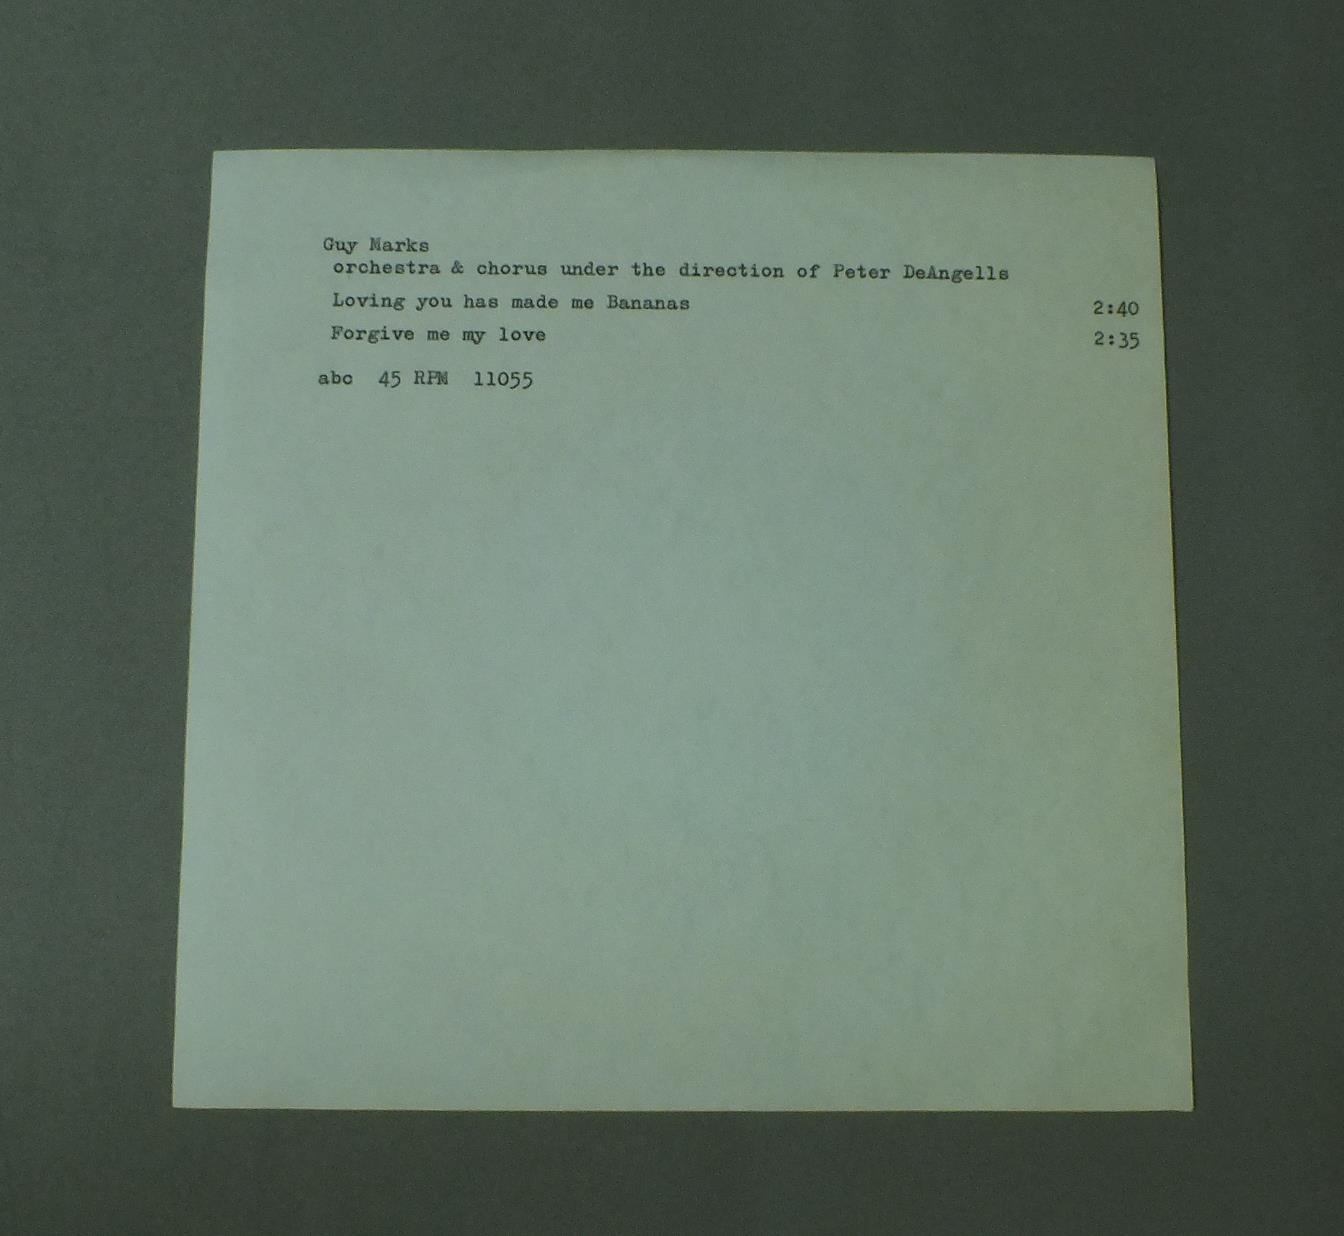 Guy Marks
orchestra & chorus under the direction of Peter DeAngells
Loving you has made me Bananas 2:40
Forgive me my love 2:35
abc 45 RPM 11055